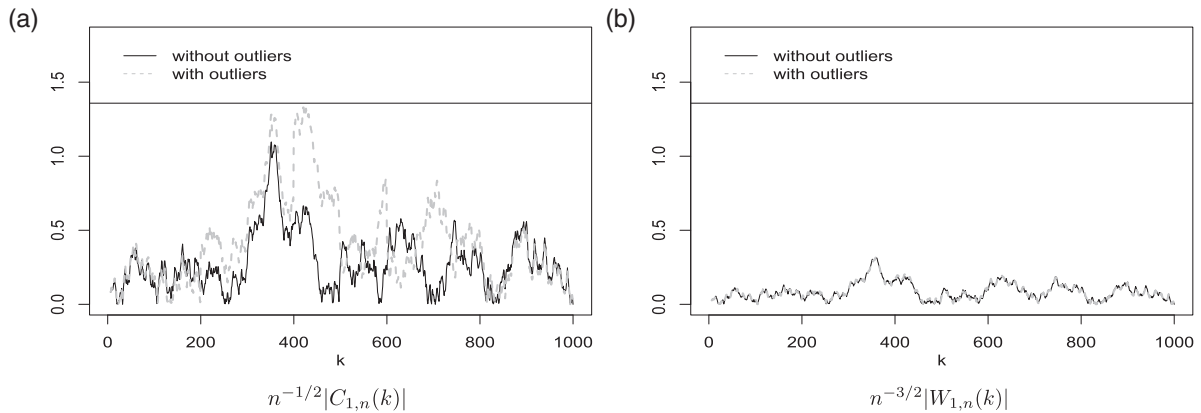 (a)
without outliers
with outliers
1.5
1.0
0.5
0.0
0 200 400 600 800 1000
k
$n^{-1/2}|C_{1,n}(k)|$
(b)
without outliers
with outliers
1.5
1.0
0.5
0.0
0 200 400 600 800 1000
k
$n^{-3/2}|W_{1,n}(k)|$